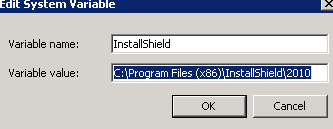 Edit System Variable
Variable name: InstallShield
Variable value: C:\Program Files (x86)\InstallShield\2010
OK Cancel